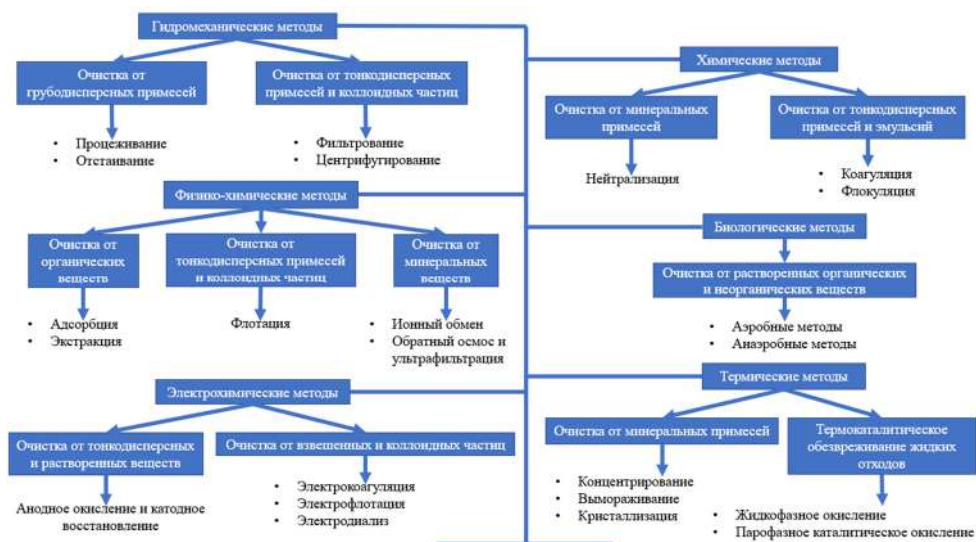 Гидромеханические методы
Очистка от
грубодисперсных примесей
• Процеживание
• Отстаивание
Очистка от тонкодисперсных
примесей и коллоидных частиц
• Фильтрование
• Центрифугирование
Химические методы
Очистка от минеральных
примесей
Нейтрализация
Очистка от тонкодисперсных
примесей и эмульсий
• Коагуляция
• Флокуляция
Физико-химические методы
Очистка от
органических
веществ
• Адсорбция
• Экстракция
Очистка от
тонкодисперсных примесей
и коллоидных частиц
Флотация
Очистка от
минеральных
веществ
• Ионный обмен
• Обратный осмос и
ультрафильтрация
Биологические методы
Очистка от растворенных органических
и неорганических веществ
• Аэробные методы
• Анаэробные методы
Электрохимические методы
Очистка от тонкодисперсных
и растворенных веществ
Анодное окисление и катодное
восстановление
Очистка от взвешенных и коллоидных частиц
• Электрокоагуляция
• Электрофлотация
• Электродиализ
Термические методы
Очистка от минеральных примесей
• Концентрирование
• Вымораживание
• Кристаллизация
Термокаталитическое
обезвреживание жидких
отходов
• Жидкофазное окисление
• Парофазное каталитическое окисление